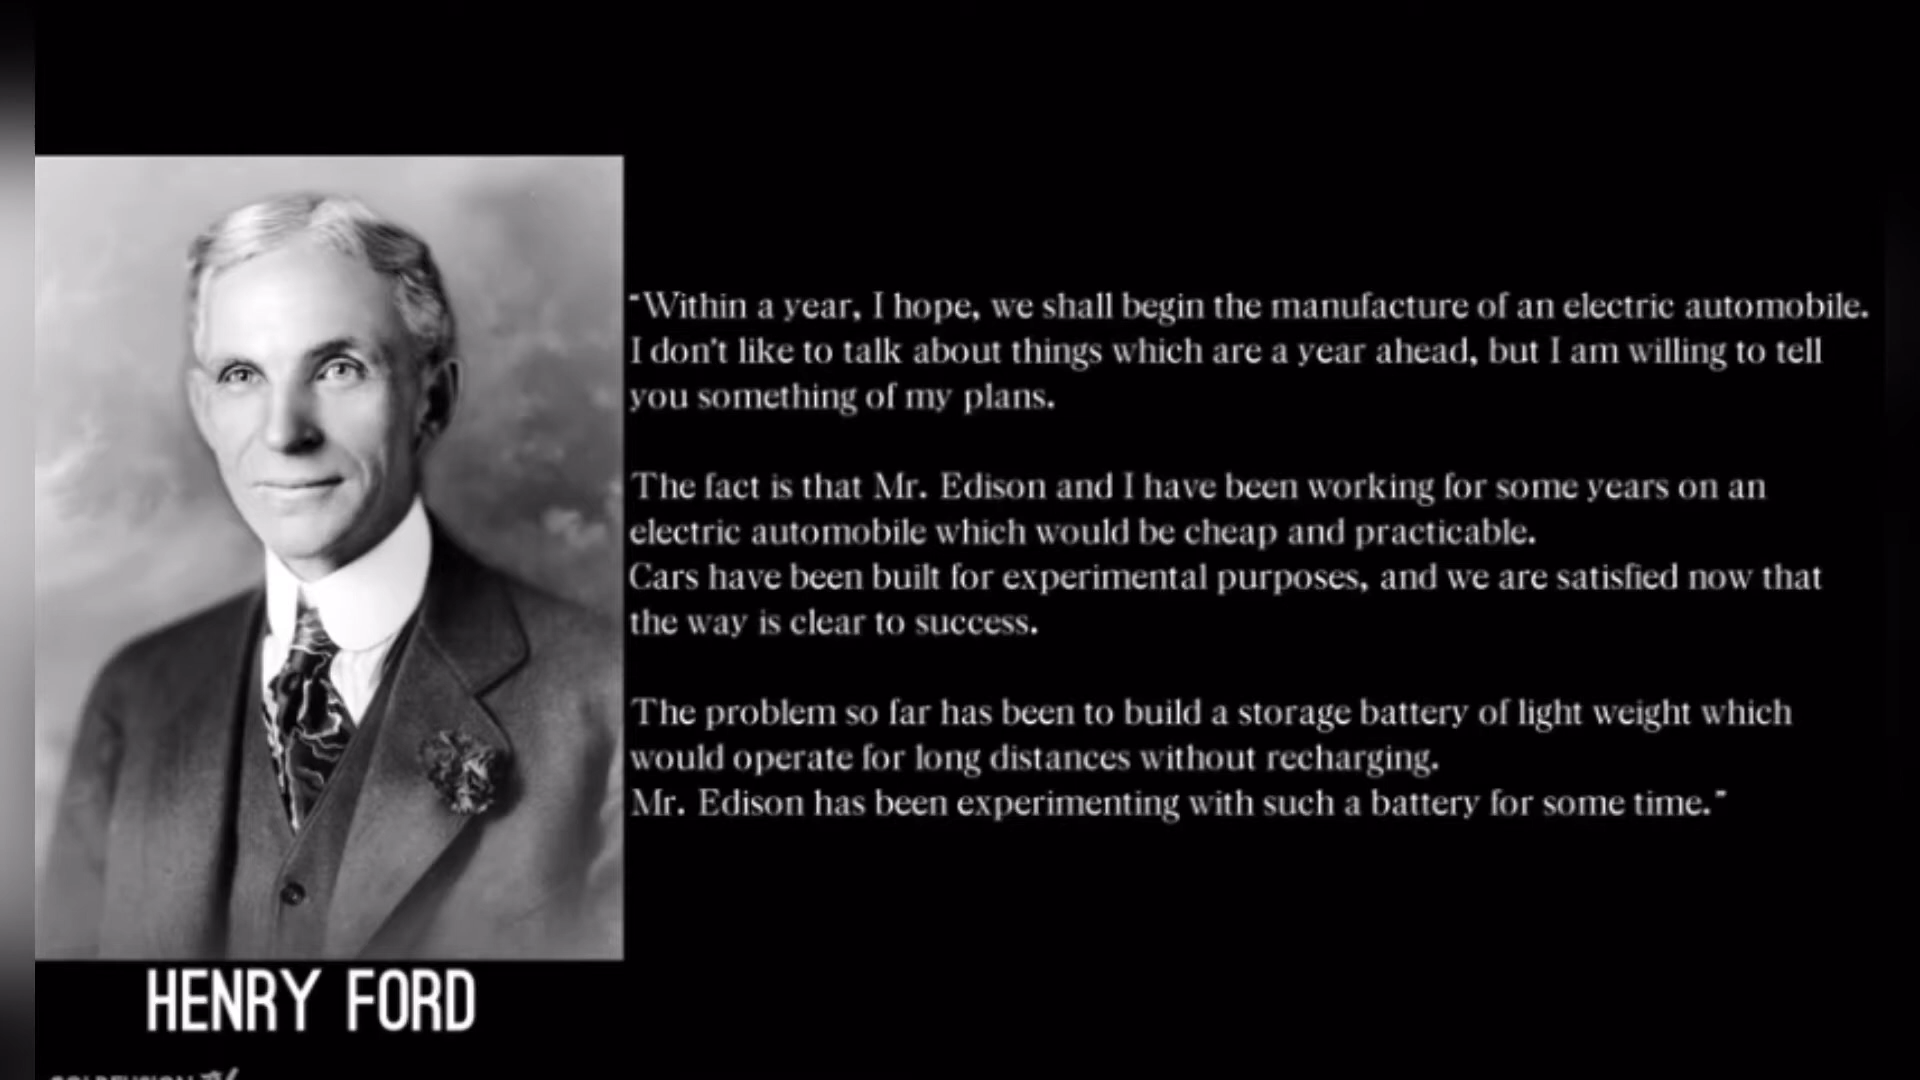 "Within a year, I hope, we shall begin the manufacture of an electric automobile.
I don't like to talk about things which are a year ahead, but I am willing to tell
you something of my plans.
The fact is that Mr. Edison and I have been working for some years on an
electric automobile which would be cheap and practicable.
Cars have been built for experimental purposes, and we are satisfied now that
the way is clear to success.
The problem so far has been to build a storage battery of light weight which
would operate for long distances without recharging.
Mr. Edison has been experimenting with such a battery for some time."
HENRY FORD